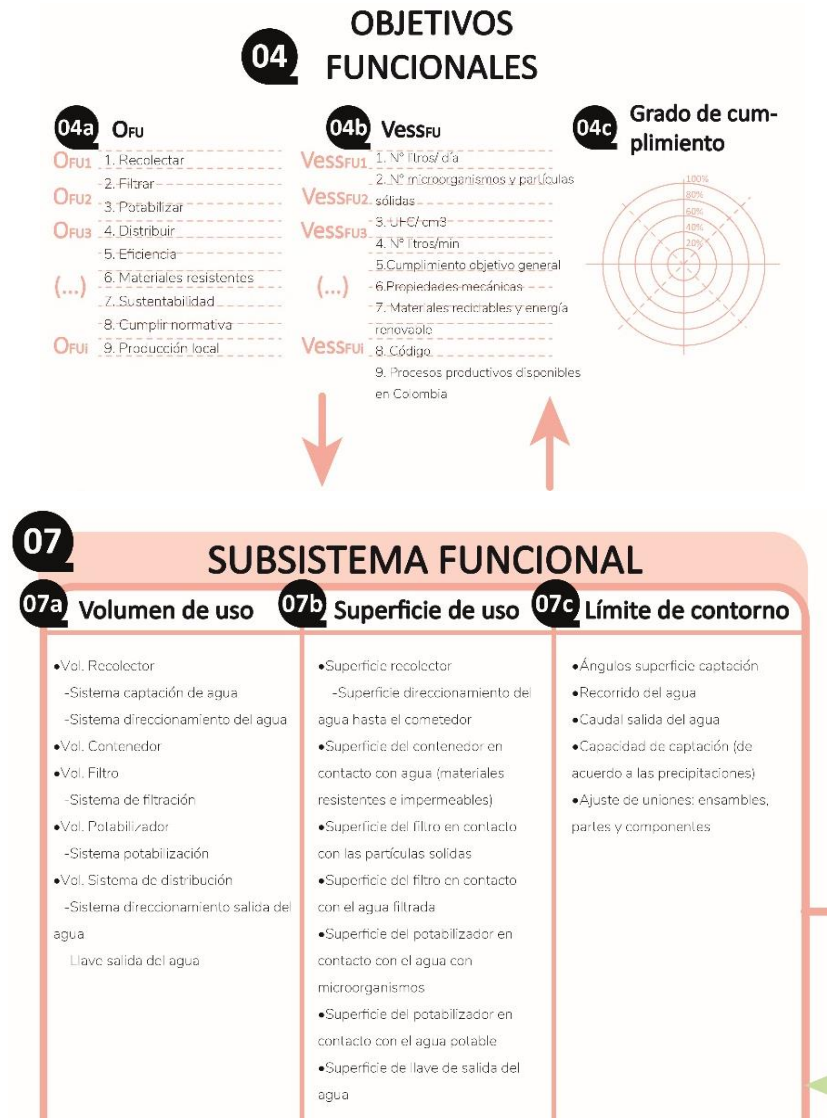 04
OBJETIVOS
FUNCIONALES
04a OFU
OFU1
OFU2
OFU3
(...)
OFUi
1. Recolectar
2. Filtrar
3. Potabilizar
4. Distribuir
5. Eficiencia
6. Materiales resistentes
7. Sustentabilidad
8. Cumplir normativa
9. Producción local
04b VessFU
VessFU1
VessFU2
VessFU3
(...)
VessFUi
1. N° litros/ día
2. N° microorganismos y partículas
sólidas
3. UFC/ cm3
4. N° litros/min
5.Cumplimiento objetivo general
6.Propiedades mecánicas
7. Materiales reciclables y energía
renovable
8. Código
9. Procesos productivos disponibles
en Colombia
04c Grado de cum-
plimiento
100%
80%
60%
40%
20%
07
SUBSISTEMA FUNCIONAL
07a Volumen de uso
●Vol. Recolector
-Sistema captación de agua
-Sistema direccionamiento del agua
●Vol. Contenedor
●Vol. Filtro
-Sistema de filtración
●Vol. Potabilizador
-Sistema potabilización
●Vol. Sistema de distribución
-Sistema direccionamiento salida del
agua
Llave salida del agua
07b Superficie de uso
●Superficie recolector
-Superficie direccionamiento del
agua hasta el cometedor
●Superficie del contenedor en
contacto con agua (materiales
resistentes e impermeables)
●Superficie del filtro en contacto
con las partículas solidas
●Superficie del filtro en contacto
con el agua filtrada
●Superficie del potabilizador en
contacto con el agua con
microorganismos
●Superficie del potabilizador en
contacto con el agua potable
●Superficie de llave de salida del
agua
07c Límite de contorno
●Ángulos superficie captación
●Recorrido del agua
●Caudal salida del agua
●Capacidad de captación (de
acuerdo a las precipitaciones)
●Ajuste de uniones: ensambles,
partes y componentes